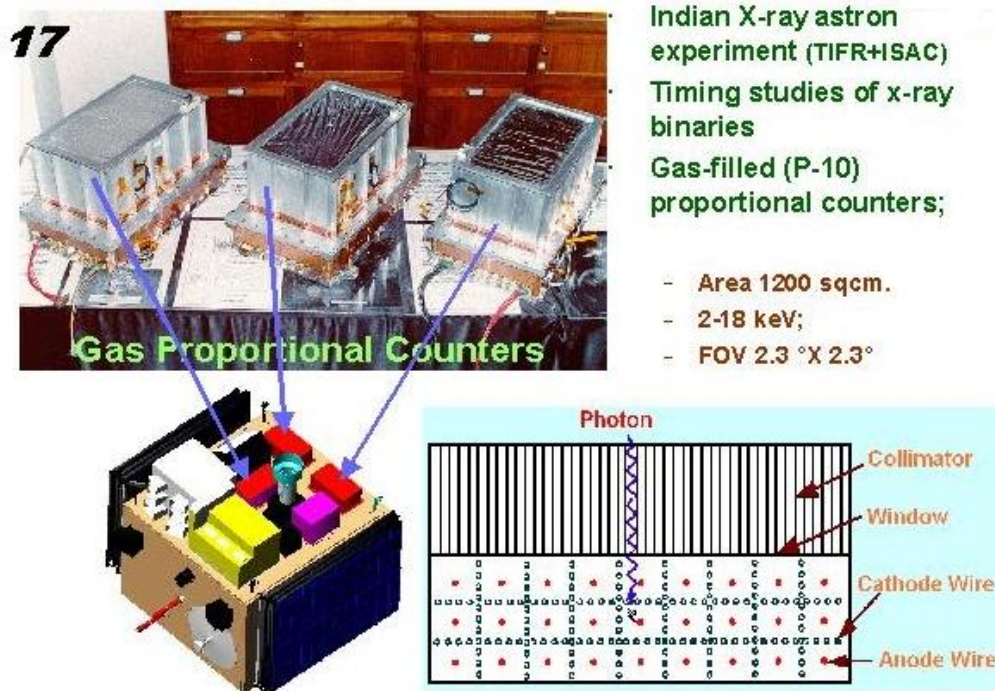 17
Indian X-ray astron
experiment (TIFR+ISAC)
Timing studies of x-ray
binaries
Gas-filled (P-10)
proportional counters;
- Area 1200 sqcm.
- 2-18 keV;
- FOV 2.3 °X 2.3°
Gas Proportional Counters
Photon
Collimator
Window
Cathode Wire
Anode Wire